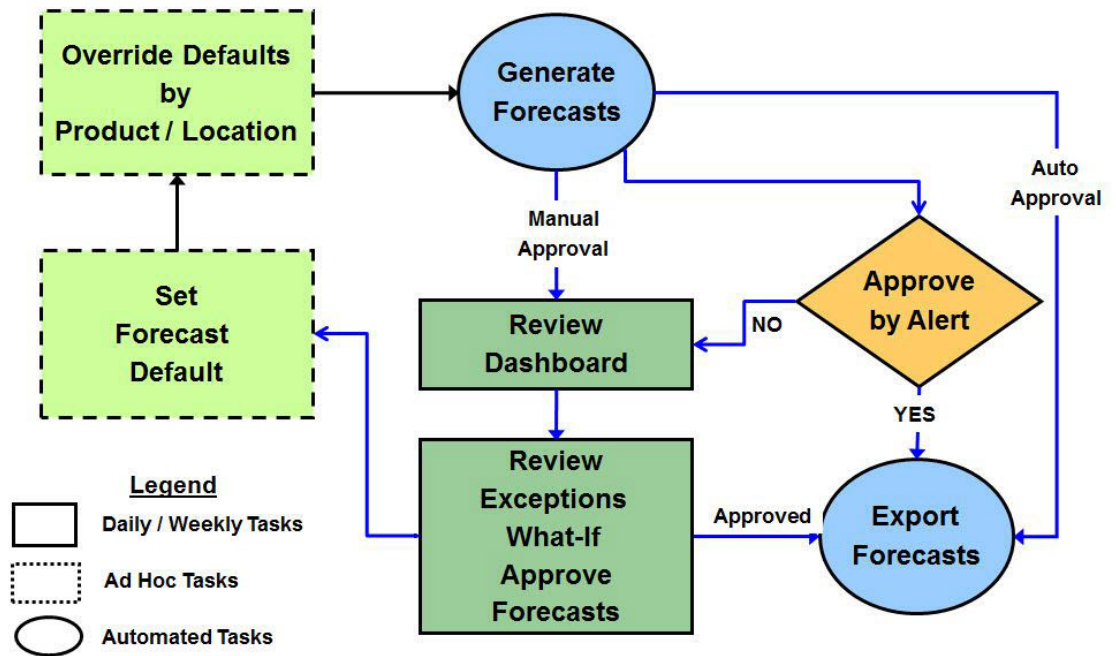 Override Defaults
by
Product / Location
Generate
Forecasts
Auto
Approval
Manual
Approval
Set
Forecast
Default
Review
Dashboard
NO
Approve
by Alert
YES
Review
Exceptions
What-If
Approve
Forecasts
Approved
Export
Forecasts
Legend
Daily / Weekly Tasks
Ad Hoc Tasks
Automated Tasks